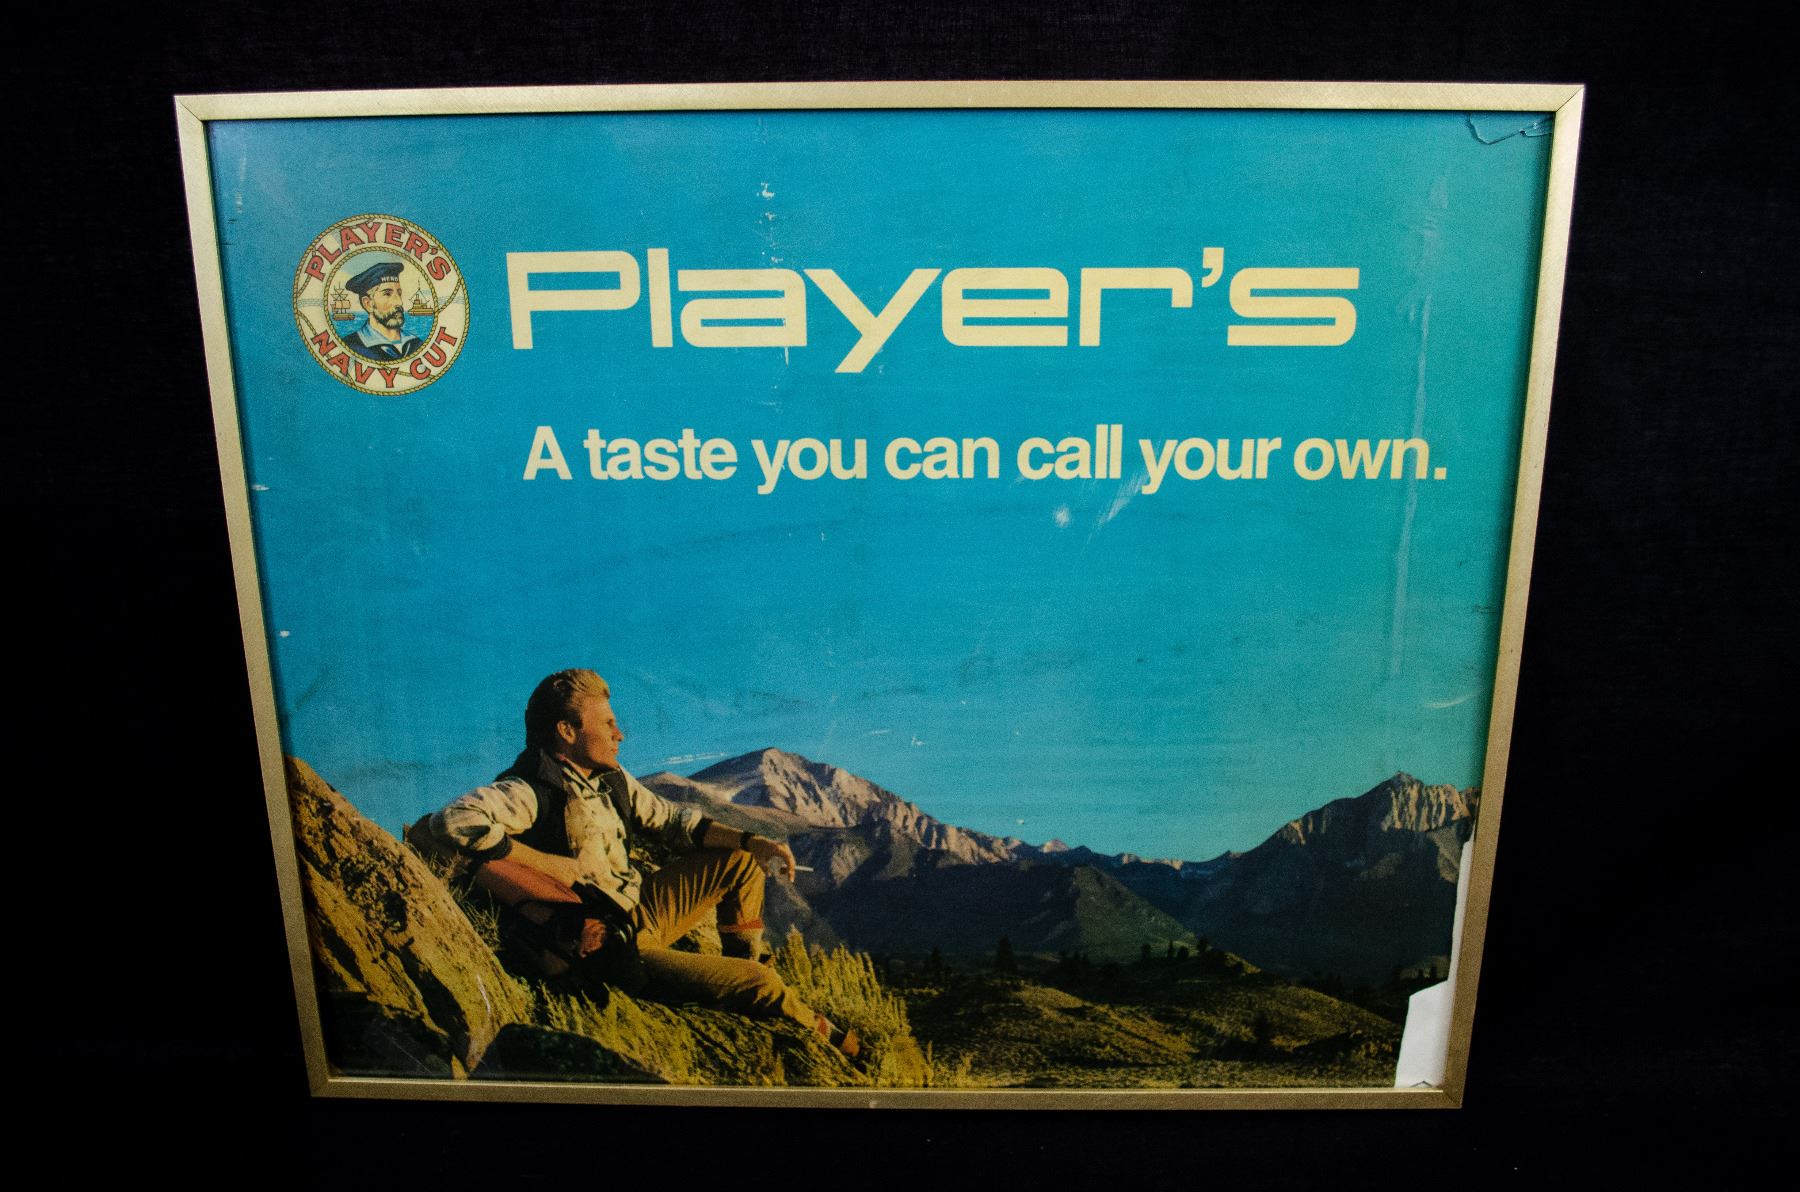 PLAYER'S
NAVY CUT
HERO
Player's
A taste you can call your own.